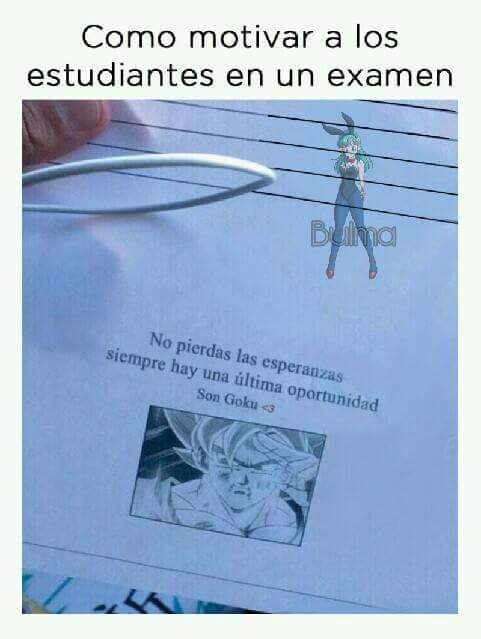 Como motivar a los
estudiantes en un examen
Bulma
No pierdas las esperanzas
siempre hay una última oportunidad
Son Goku <3